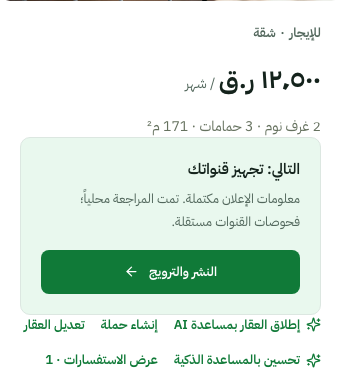 للإيجار · شقة
١٢٬٥٠٠ ر.ق / شهر
2 غرف نوم · 3 حمامات · 171 م²
التالي: تجهيز قنواتك
معلومات الإعلان مكتملة. تمت المراجعة محلياً؛
فحوصات القنوات مستقلة.
النشر والترويج ←
إطلاق العقار بمساعدة AI إنشاء حملة تعديل العقار
تحسين بالمساعدة الذكية عرض الاستفسارات · 1